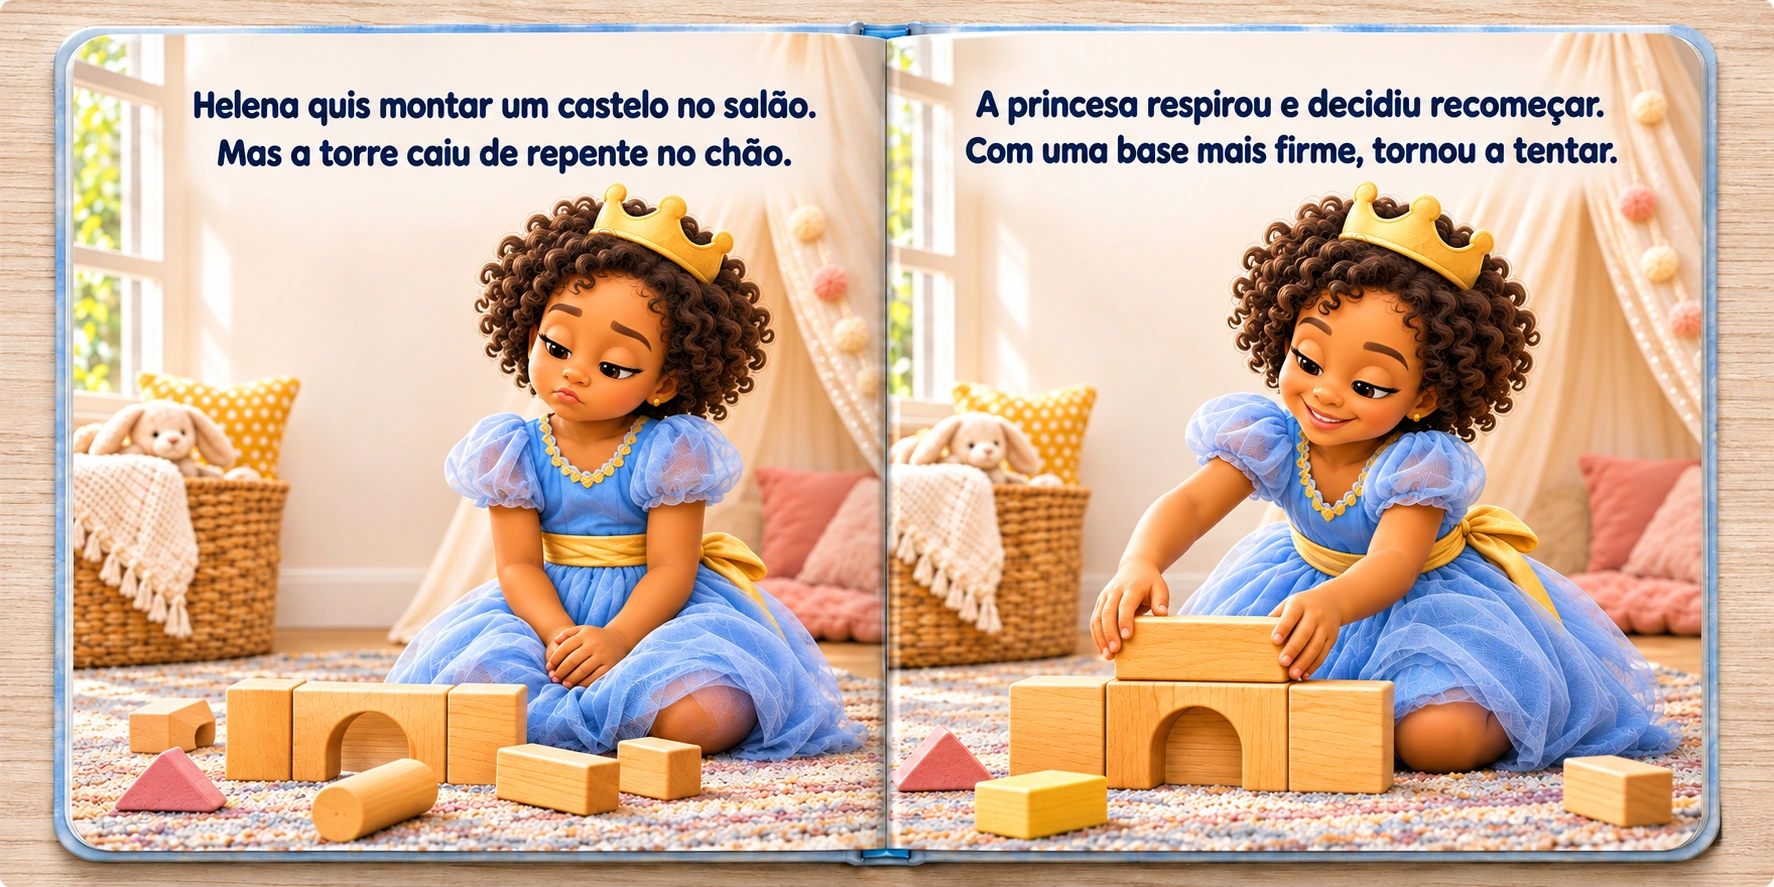 Helena quis montar um castelo no salão.
Mas a torre caiu de repente no chão.
A princesa respirou e decidiu recomeçar.
Com uma base mais firme, tornou a tentar.